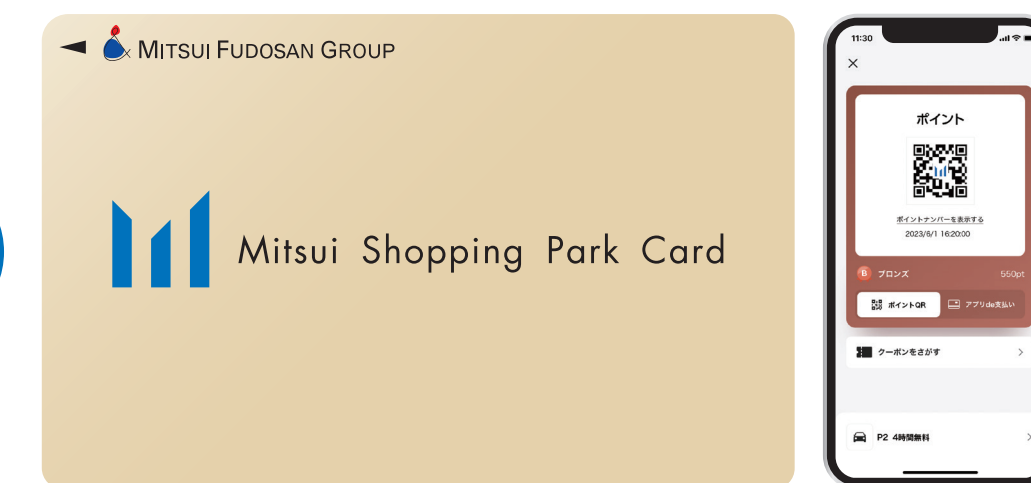 MITSUI FUDOSAN GROUP
Mitsui Shopping Park Card
11:30
ポイント
ポイントナンバーを表示する
2023/6/1 16:20:00
B ブロンズ 550pt
ポイントQR アプリde支払い
クーポンをさがす
P2 4時間無料